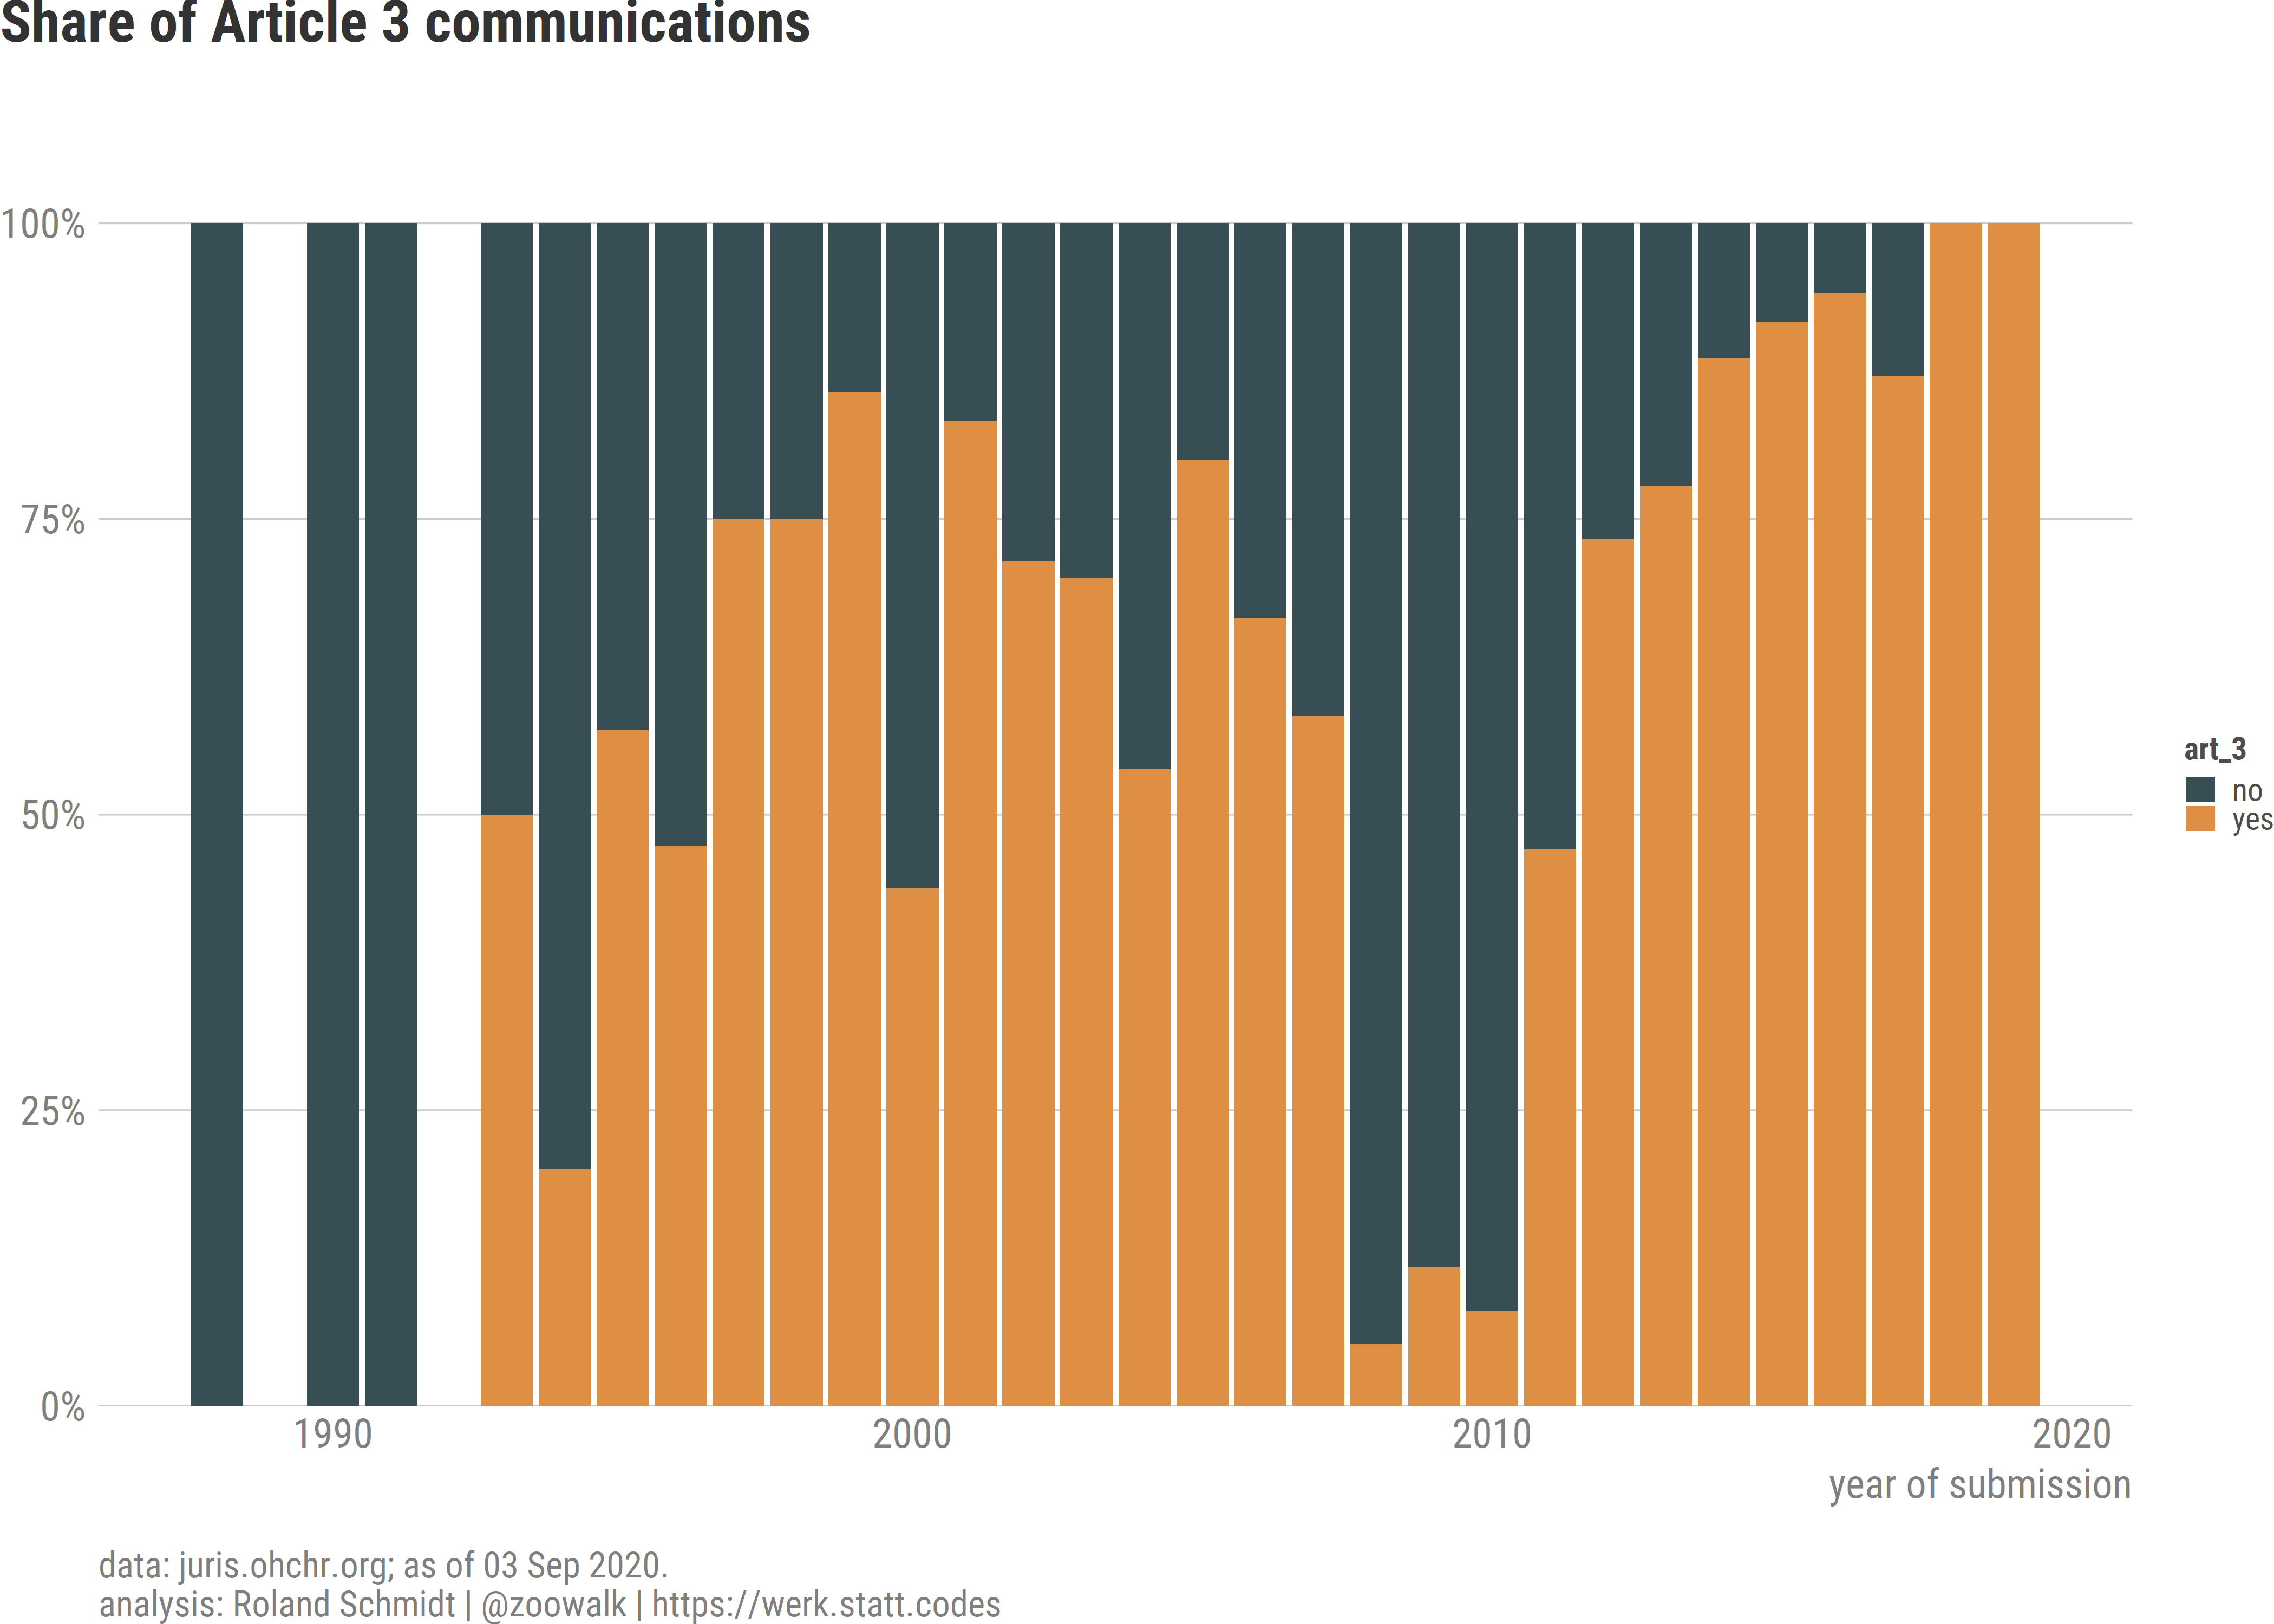 Share of Article 3 communications
100%
75%
50%
25%
0%
1990 2000 2010 2020
year of submission
art_3
no
yes
data: juris.ohchr.org; as of 03 Sep 2020.
analysis: Roland Schmidt | @zoowalk | https://werk.statt.codes